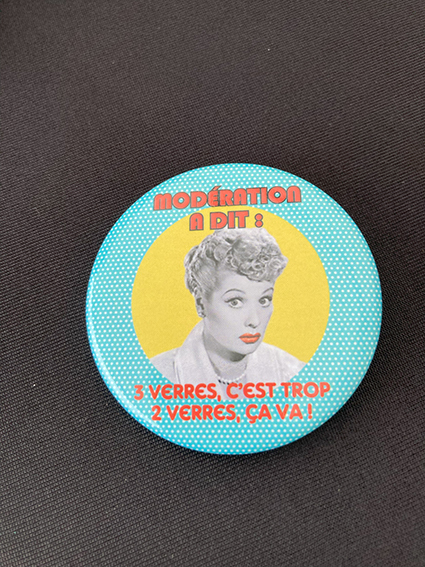 MODÉRATION
A DIT :
3 VERRES, C'EST TROP
2 VERRES, ÇA VA !